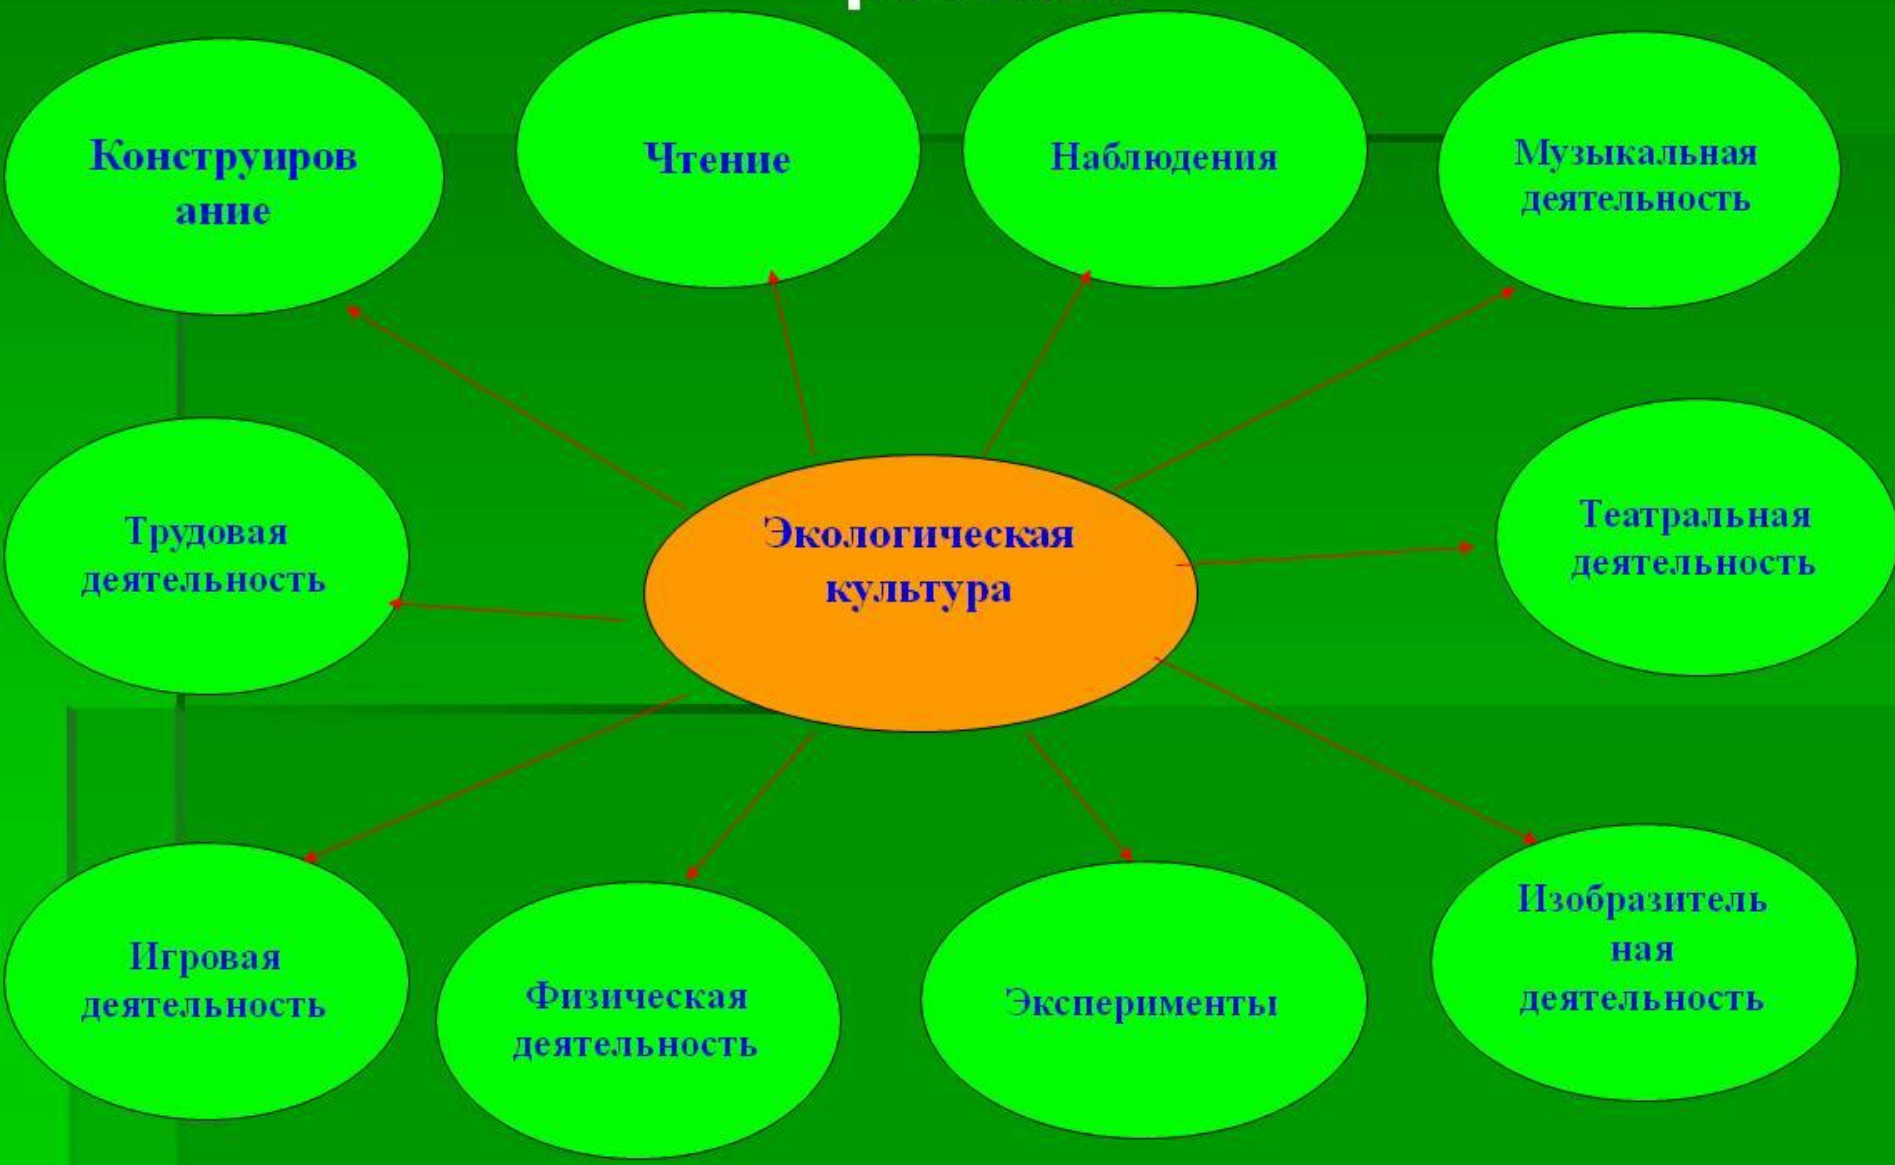 Конструиров
ание
Чтение
Наблюдения
Музыкальная
деятельность
Трудовая
деятельность
Экологическая
культура
Театральная
деятельность
Игровая
деятельность
Физическая
деятельность
Эксперименты
Изобразитель
ная
деятельность